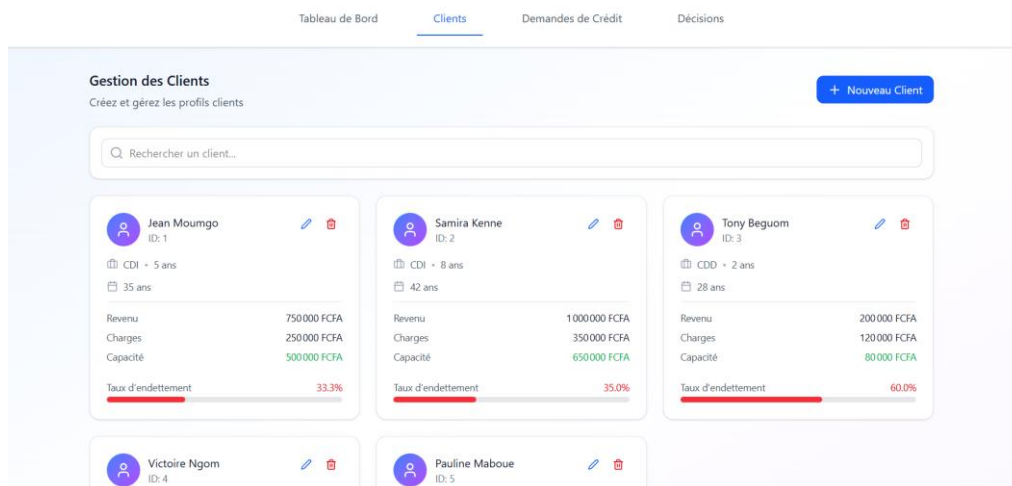 Tableau de Bord Clients Demandes de Crédit Décisions
Gestion des Clients
Créez et gérez les profils clients
+ Nouveau Client
Rechercher un client...
Jean Moumgo
ID: 1
CDI • 5 ans
35 ans
Revenu 750 000 FCFA
Charges 250 000 FCFA
Capacité 500 000 FCFA
Taux d'endettement 33.3%
Samira Kenne
ID: 2
CDI • 8 ans
42 ans
Revenu 1 000 000 FCFA
Charges 350 000 FCFA
Capacité 650 000 FCFA
Taux d'endettement 35.0%
Tony Beguom
ID: 3
CDD • 2 ans
28 ans
Revenu 200 000 FCFA
Charges 120 000 FCFA
Capacité 80 000 FCFA
Taux d'endettement 60.0%
Victoire Ngom
ID: 4
Pauline Maboue
ID: 5